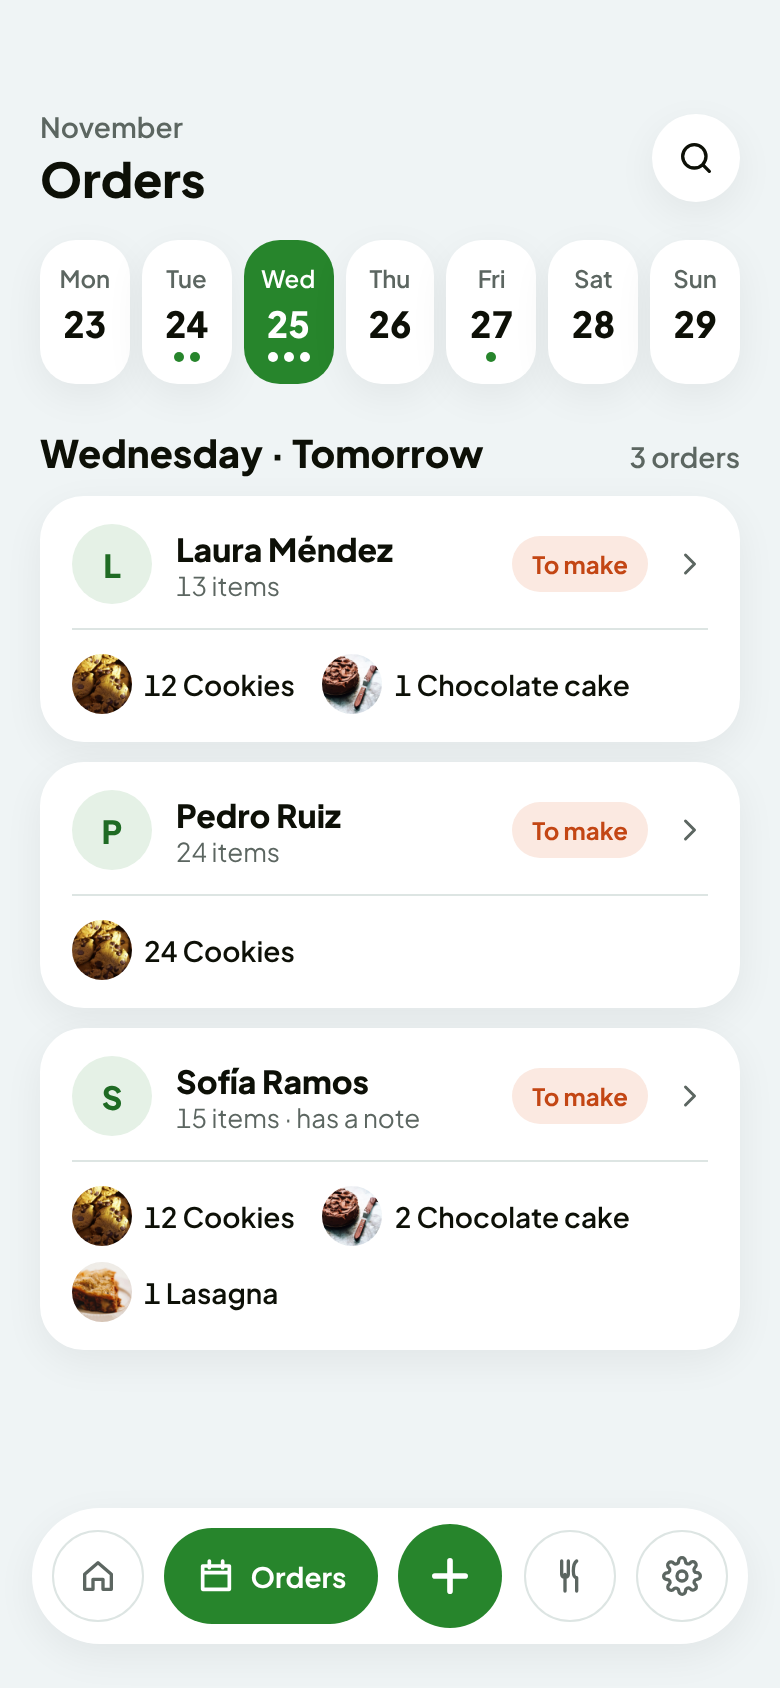 November
Orders
Mon Tue Wed Thu Fri Sat Sun
23 24 25 26 27 28 29
Wednesday · Tomorrow 3 orders
L Laura Méndez To make
13 items
12 Cookies 1 Chocolate cake
P Pedro Ruiz To make
24 items
24 Cookies
S Sofía Ramos To make
15 items · has a note
12 Cookies 2 Chocolate cake
1 Lasagna
Orders